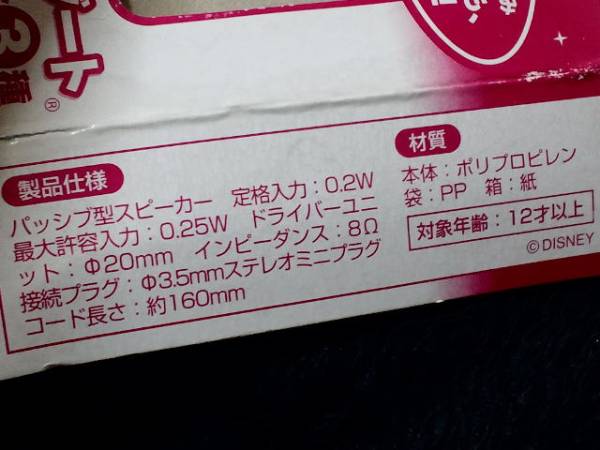 ート
3種
®
製品仕様
パッシブ型スピーカー 定格入力：0.2W
最大許容入力：0.25W ドライバーユニ
ット：Φ20mm インピーダンス：8Ω
接続プラグ：Φ3.5mmステレオミニプラグ
コード長さ：約160mm
材質
本体：ポリプロピレン
袋：PP 箱：紙
対象年齢：12才以上
©DISNEY